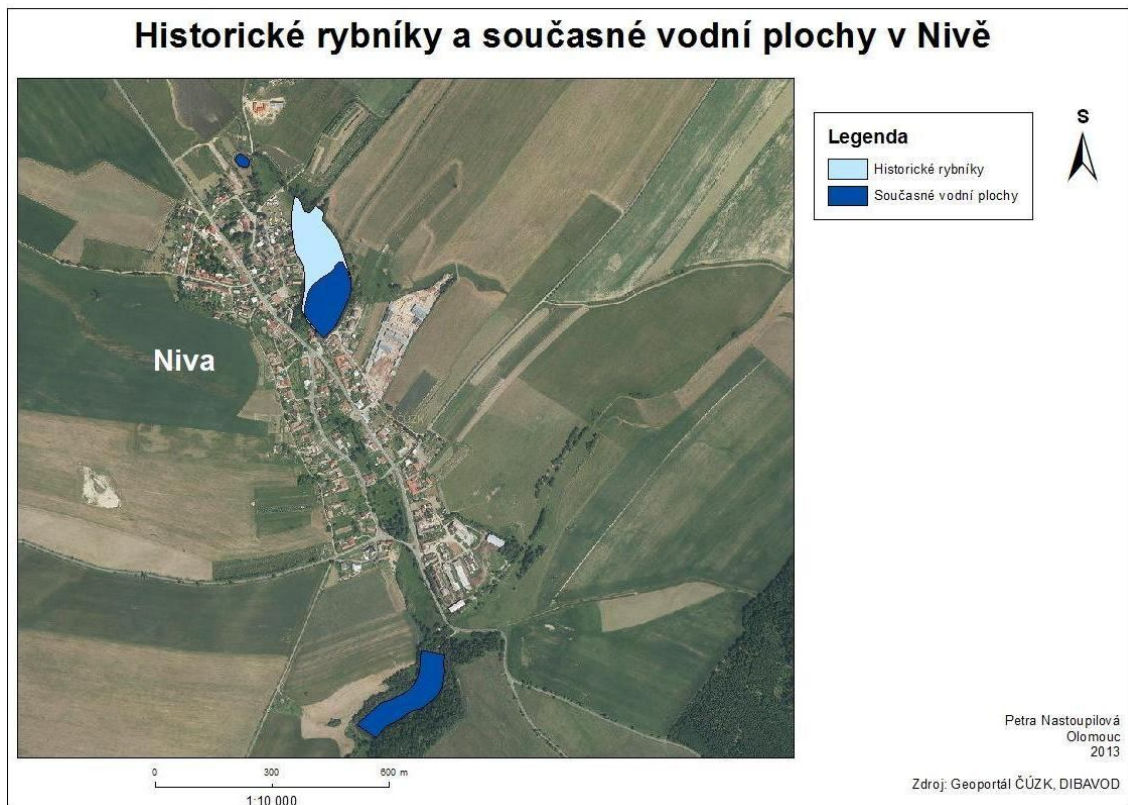 Historické rybníky a současné vodní plochy v Nivě
S
Legenda
Historické rybníky
Současné vodní plochy
Niva
ČÚZK
Petra Nastoupilová
Olomouc
2013
0 300 600 m
1:10 000
Zdroj: Geoportál ČÚZK, DIBAVOD